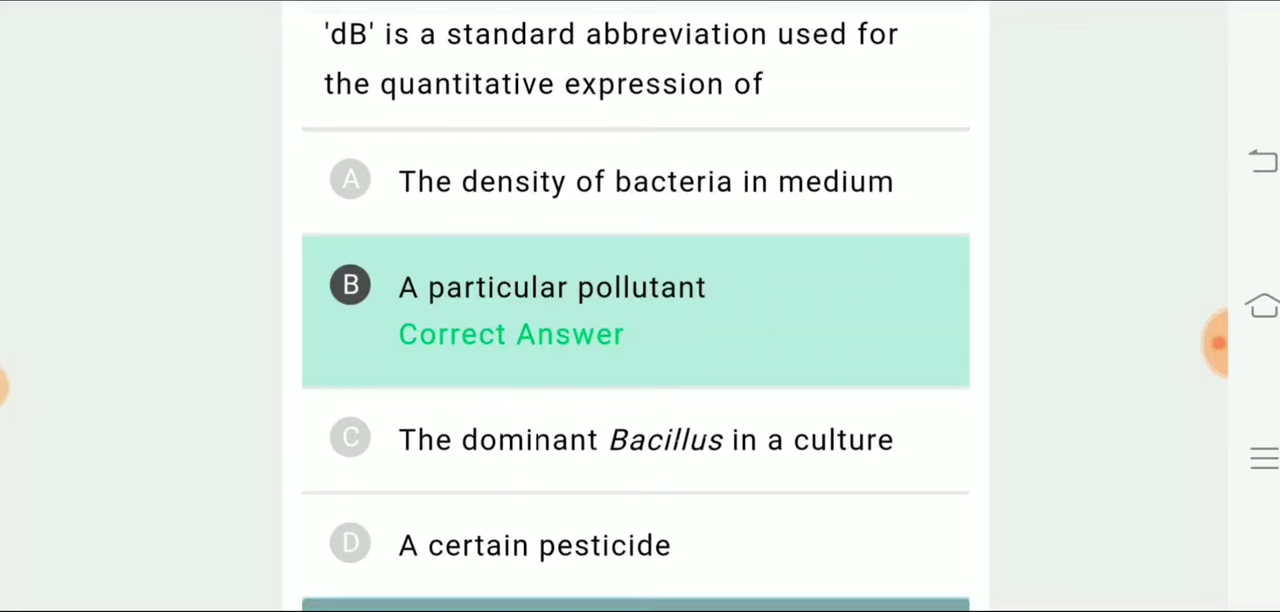 'dB' is a standard abbreviation used for
the quantitative expression of
A The density of bacteria in medium
B A particular pollutant
Correct Answer
C The dominant Bacillus in a culture
D A certain pesticide